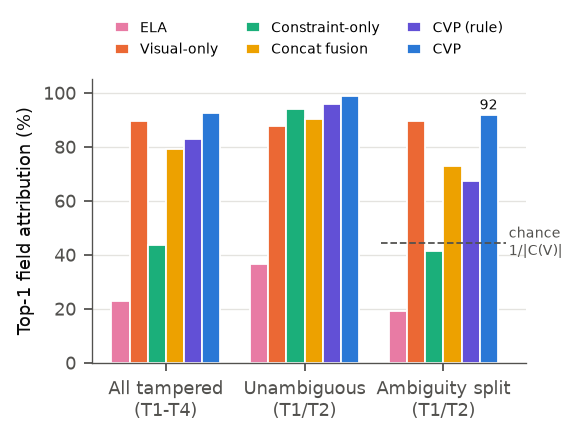 ELA
Visual-only
Constraint-only
Concat fusion
CVP (rule)
CVP
Top-1 field attribution (%)
100
80
60
40
20
0
92
chance
1/|C(V)|
All tampered
(T1-T4)
Unambiguous
(T1/T2)
Ambiguity split
(T1/T2)